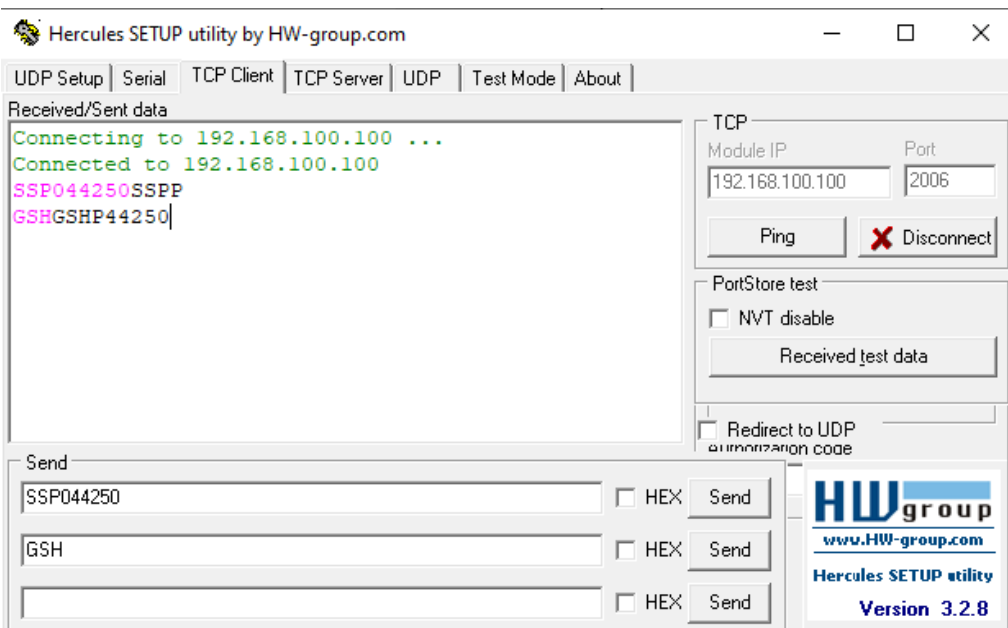 Hercules SETUP utility by HW-group.com
UDP Setup Serial TCP Client TCP Server UDP Test Mode About
Received/Sent data
Connecting to 192.168.100.100 ...
Connected to 192.168.100.100
SSP044250SSPP
GSHGSHP44250
TCP
Module IP Port
192.168.100.100 2006
Ping Disconnect
PortStore test
NVT disable
Received test data
Redirect to UDP
Authorization code
Send
SSP044250 HEX Send
GSH HEX Send
HEX Send
HW group
www.HW-group.com
Hercules SETUP utility
Version 3.2.8